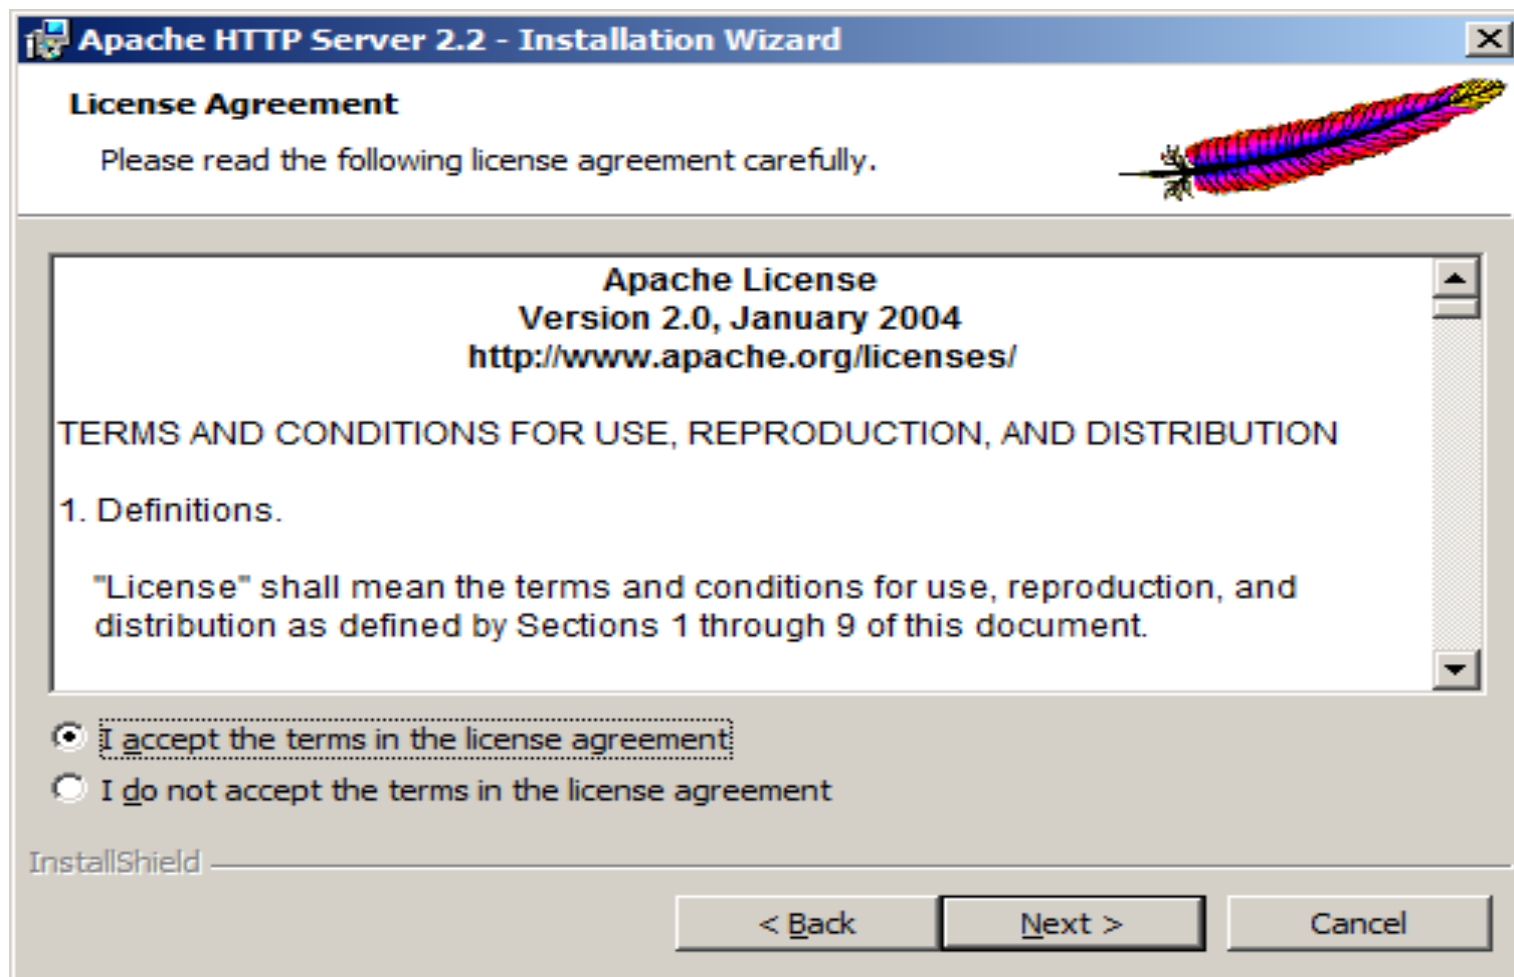 Apache HTTP Server 2.2 - Installation Wizard
License Agreement
Please read the following license agreement carefully.
Apache License
Version 2.0, January 2004
http://www.apache.org/licenses/
TERMS AND CONDITIONS FOR USE, REPRODUCTION, AND DISTRIBUTION
1. Definitions.
"License" shall mean the terms and conditions for use, reproduction, and
distribution as defined by Sections 1 through 9 of this document.
I accept the terms in the license agreement
I do not accept the terms in the license agreement
InstallShield
< Back Next > Cancel